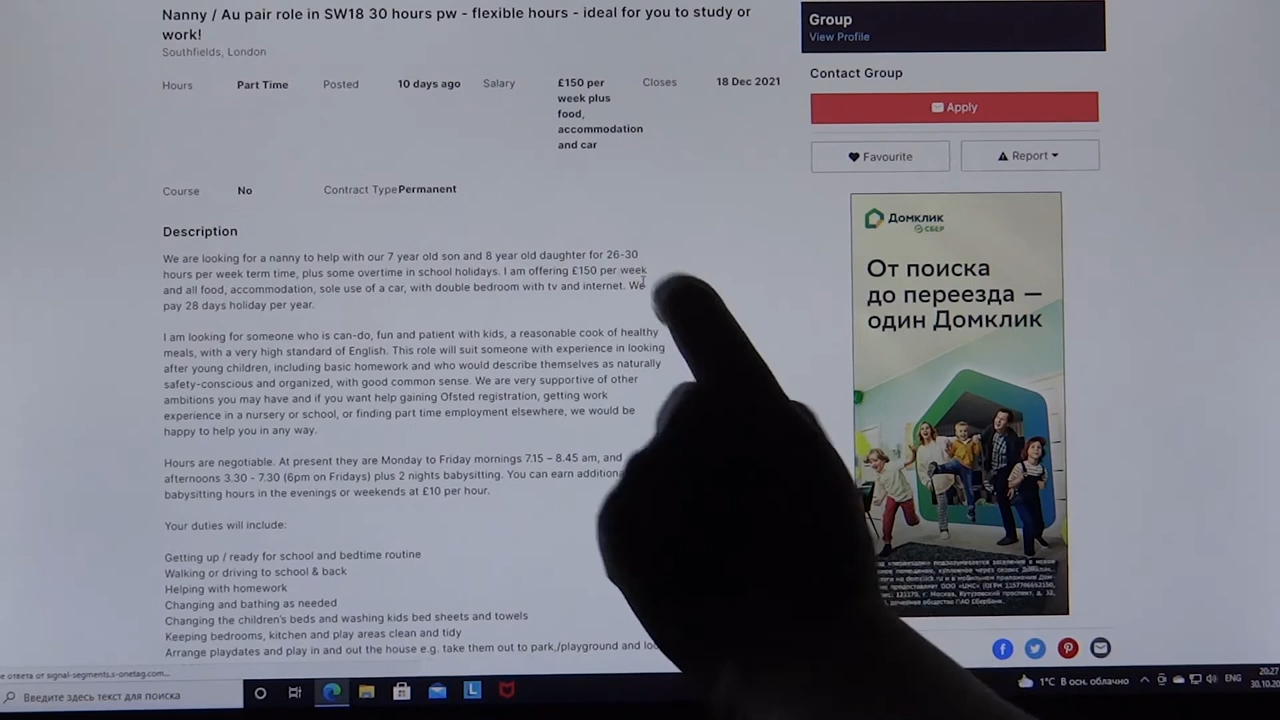 Nanny / Au pair role in SW18 30 hours pw - flexible hours - ideal for you to study or
work!
Southfields, London
Hours Part Time Posted 10 days ago Salary £150 per week plus food, accommodation and car Closes 18 Dec 2021
Course No Contract Type Permanent
Description
We are looking for a nanny to help with our 7 year old son and 8 year old daughter for 26-30
hours per week term time, plus some overtime in school holidays. I am offering £150 per week
and all food, accommodation, sole use of a car, with double bedroom with tv and internet. We
pay 28 days holiday per year.
I am looking for someone who is can-do, fun and patient with kids, a reasonable cook of healthy
meals, with a very high standard of English. This role will suit someone with experience in looking
after young children, including basic homework and who would describe themselves as naturally
safety-conscious and organized, with good common sense. We are very supportive of other
ambitions you may have and if you want help gaining Ofsted registration, getting work
experience in a nursery or school, or finding part time employment elsewhere, we would be
happy to help you in any way.
Hours are negotiable. At present they are Monday to Friday mornings 7.15 – 8.45 am, and
afternoons 3.30 - 7.30 (6pm on Fridays) plus 2 nights babysitting. You can earn
babysitting hours in the evenings or weekends at £10 per hour.
Your duties will include:
Getting up / ready for school and bedtime routine
Walking or driving to school & back
Helping with homework
Changing and bathing as needed
Changing the children's beds and washing kids bed sheets and towels
Keeping bedrooms, kitchen and play areas clean and tidy
Arrange playdates and play in and out the house e.g. take them out to park,/playground and
Group
View Profile
Contact Group
Apply
Favourite
Report
Домклик
СБЕР
От поиска
до переезда —
один Домклик
ответа от signal-segments.s-onetag.com...
Введите здесь текст для поиска
L
1°C В осн. облачно
ENG
20:27
30.10.20